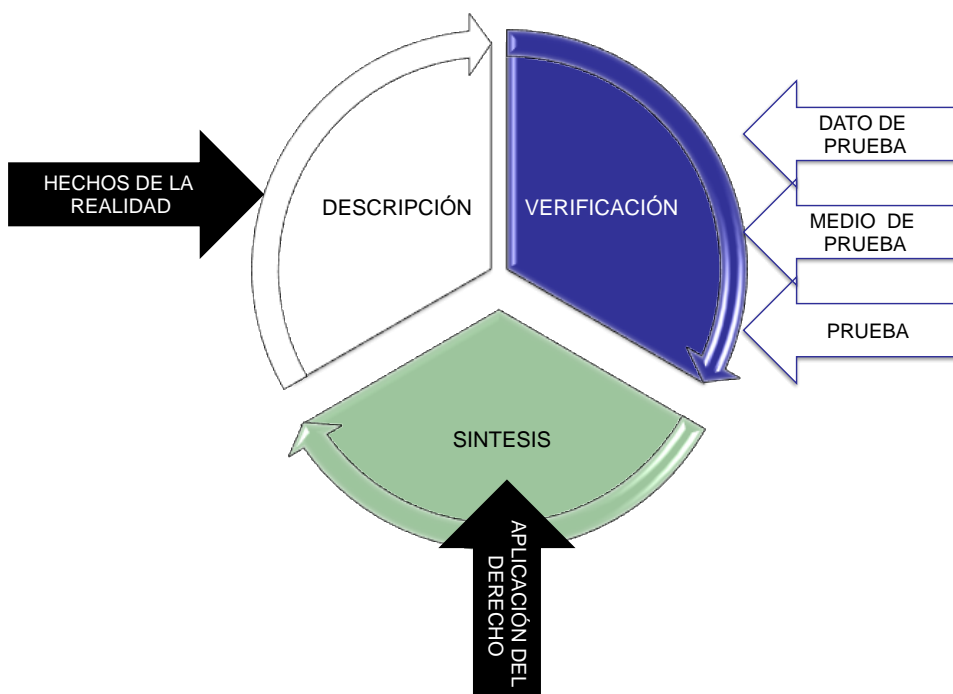 HECHOS DE LA
REALIDAD
DESCRIPCIÓN
VERIFICACIÓN
DATO DE
PRUEBA
MEDIO DE
PRUEBA
PRUEBA
SINTESIS
APLICACIÓN DEL
DERECHO